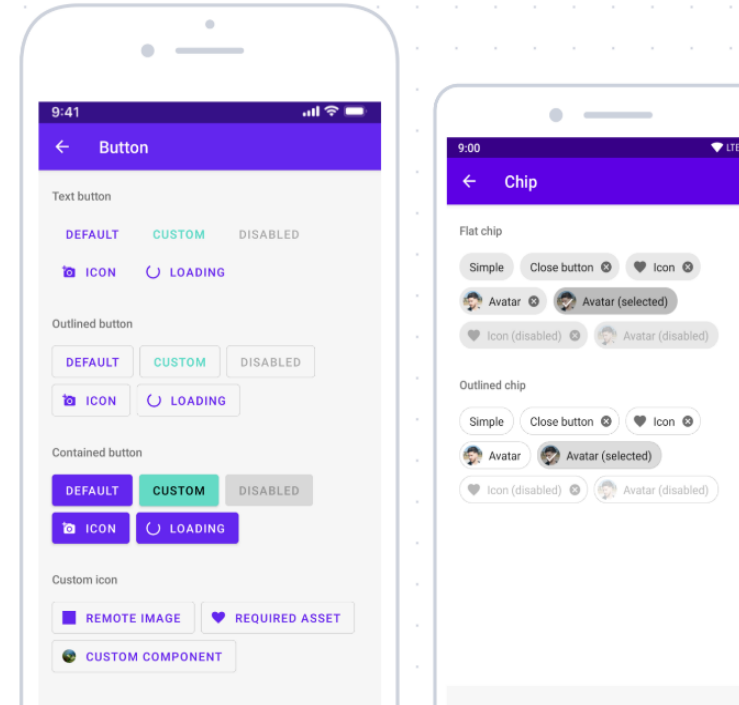 9:41
Button
Text button
DEFAULT CUSTOM DISABLED
ICON LOADING
Outlined button
DEFAULT CUSTOM DISABLED
ICON LOADING
Contained button
DEFAULT CUSTOM DISABLED
ICON LOADING
Custom icon
REMOTE IMAGE REQUIRED ASSET
CUSTOM COMPONENT
9:00 LTE
Chip
Flat chip
Simple Close button Icon
Avatar Avatar (selected)
Icon (disabled) Avatar (disabled)
Outlined chip
Simple Close button Icon
Avatar Avatar (selected)
Icon (disabled) Avatar (disabled)